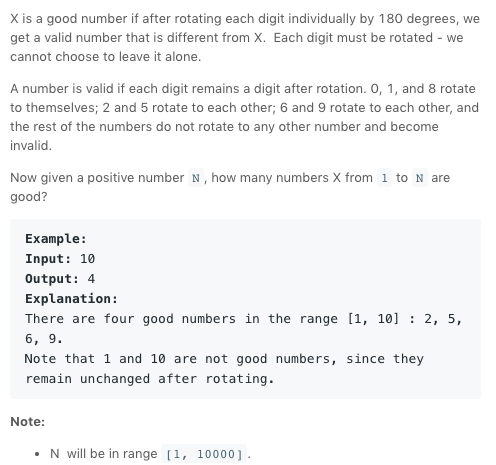 X is a good number if after rotating each digit individually by 180 degrees, we
get a valid number that is different from X.  Each digit must be rotated - we
cannot choose to leave it alone.
A number is valid if each digit remains a digit after rotation. 0, 1, and 8 rotate
to themselves; 2 and 5 rotate to each other; 6 and 9 rotate to each other, and
the rest of the numbers do not rotate to any other number and become
invalid.
Now given a positive number N, how many numbers X from 1 to N are
good?
Example:
Input: 10
Output: 4
Explanation:
There are four good numbers in the range [1, 10] : 2, 5,
6, 9.
Note that 1 and 10 are not good numbers, since they
remain unchanged after rotating.
Note:
• N will be in range [1, 10000].